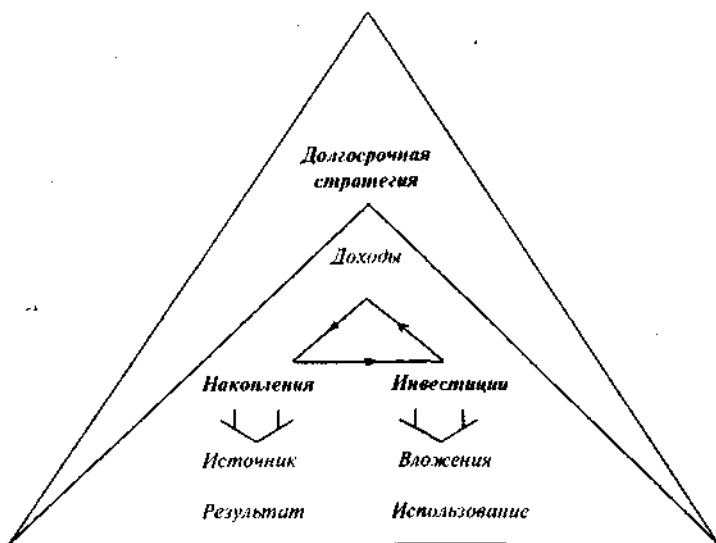 Долгосрочная
стратегия
Доходы
Накопления Инвестиции
Источник Вложения
Результат Использование